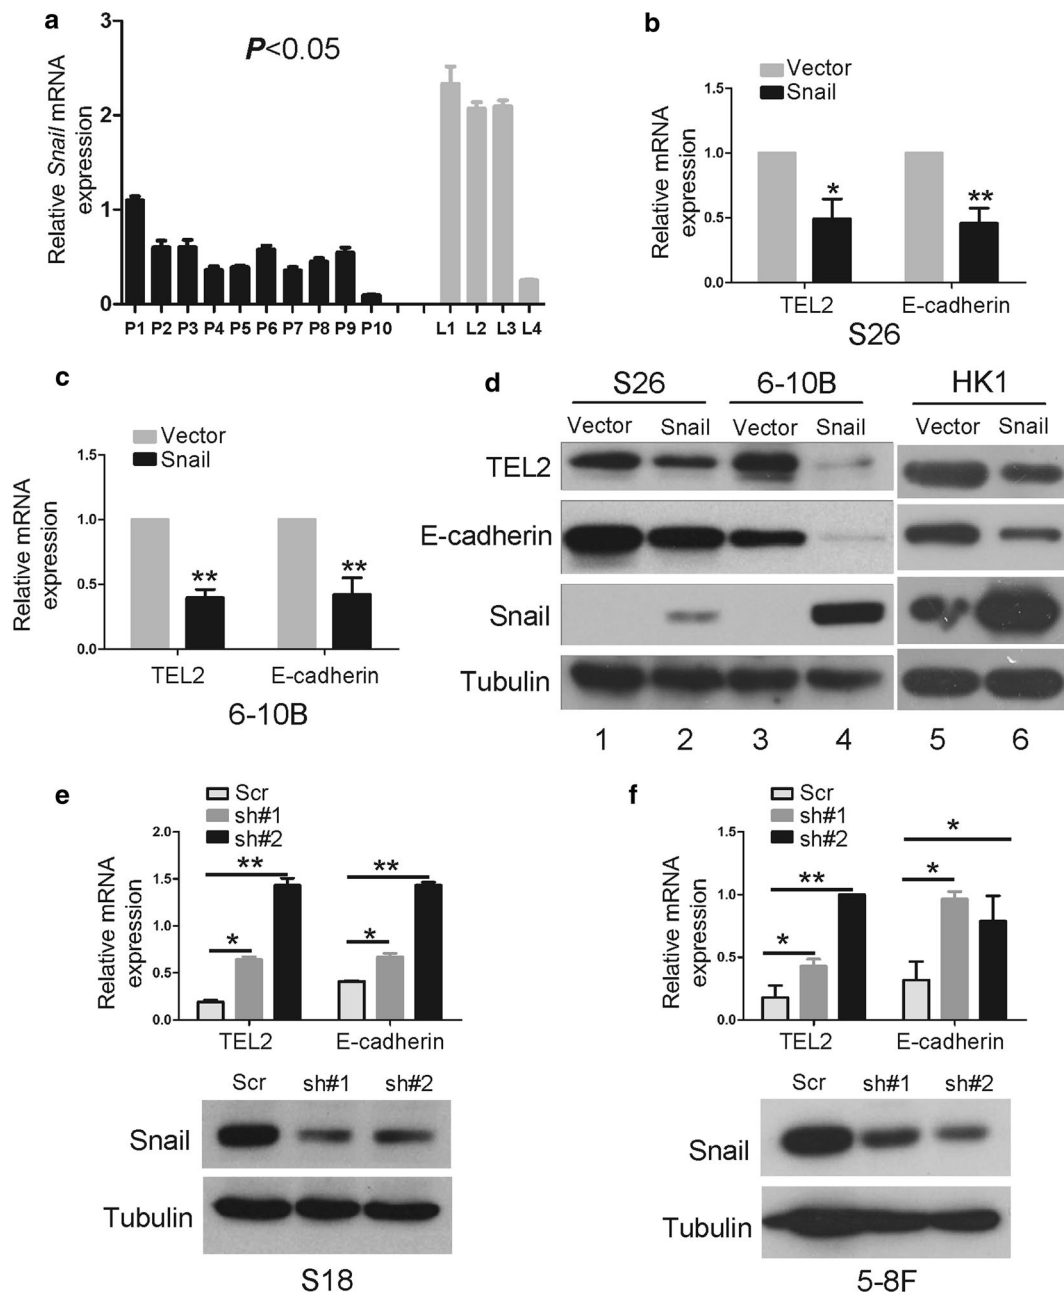 a
Relative Snail mRNA
expression
3
2
1
0
P<0.05
P1 P2 P3 P4 P5 P6 P7 P8 P9 P10 L1 L2 L3 L4
b
Vector
Snail
Relative mRNA
expression
1.5
1.0
0.5
0.0
*
**
TEL2 E-cadherin
S26
c
Vector
Snail
Relative mRNA
expression
1.5
1.0
0.5
0.0
**
**
TEL2 E-cadherin
6-10B
d
S26 6-10B HK1
Vector Snail Vector Snail Vector Snail
TEL2
E-cadherin
Snail
Tubulin
1 2 3 4 5 6
e
Scr
sh#1
sh#2
Relative mRNA
expression
2.0
1.5
1.0
0.5
0.0
**
*
**
*
TEL2 E-cadherin
Scr sh#1 sh#2
Snail
Tubulin
S18
f
Scr
sh#1
sh#2
Relative mRNA
expression
1.5
1.0
0.5
0.0
**
*
*
*
TEL2 E-cadherin
Scr sh#1 sh#2
Snail
Tubulin
5-8F